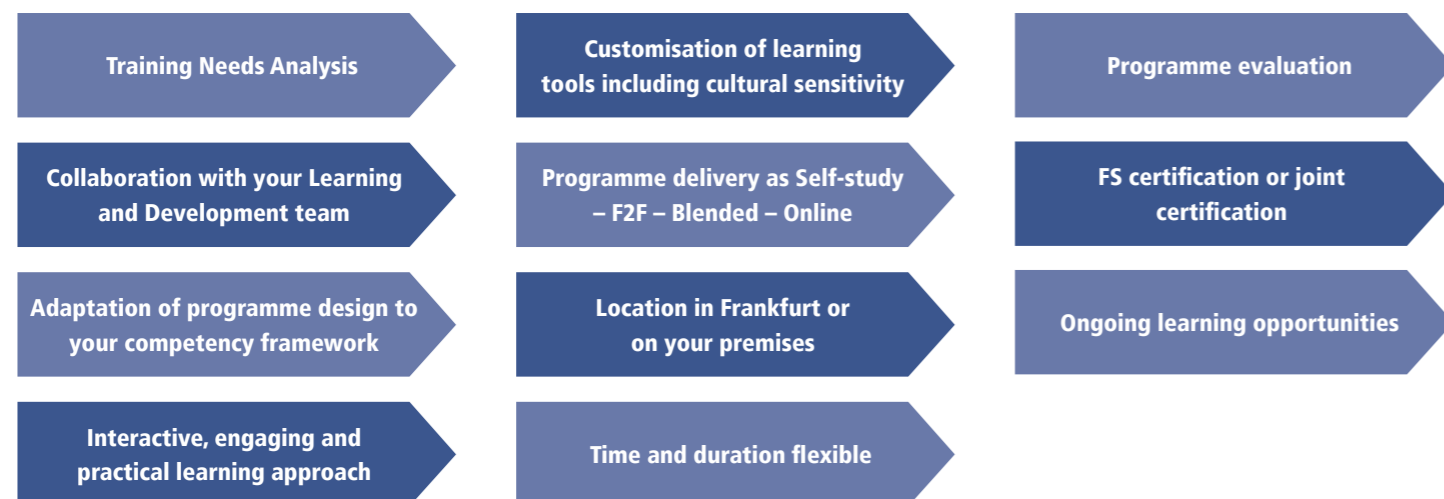 Training Needs Analysis
Collaboration with your Learning
and Development team
Adaptation of programme design to
your competency framework
Interactive, engaging and
practical learning approach
Customisation of learning
tools including cultural sensitivity
Programme delivery as Self-study
– F2F – Blended – Online
Location in Frankfurt or
on your premises
Time and duration flexible
Programme evaluation
FS certification or joint
certification
Ongoing learning opportunities